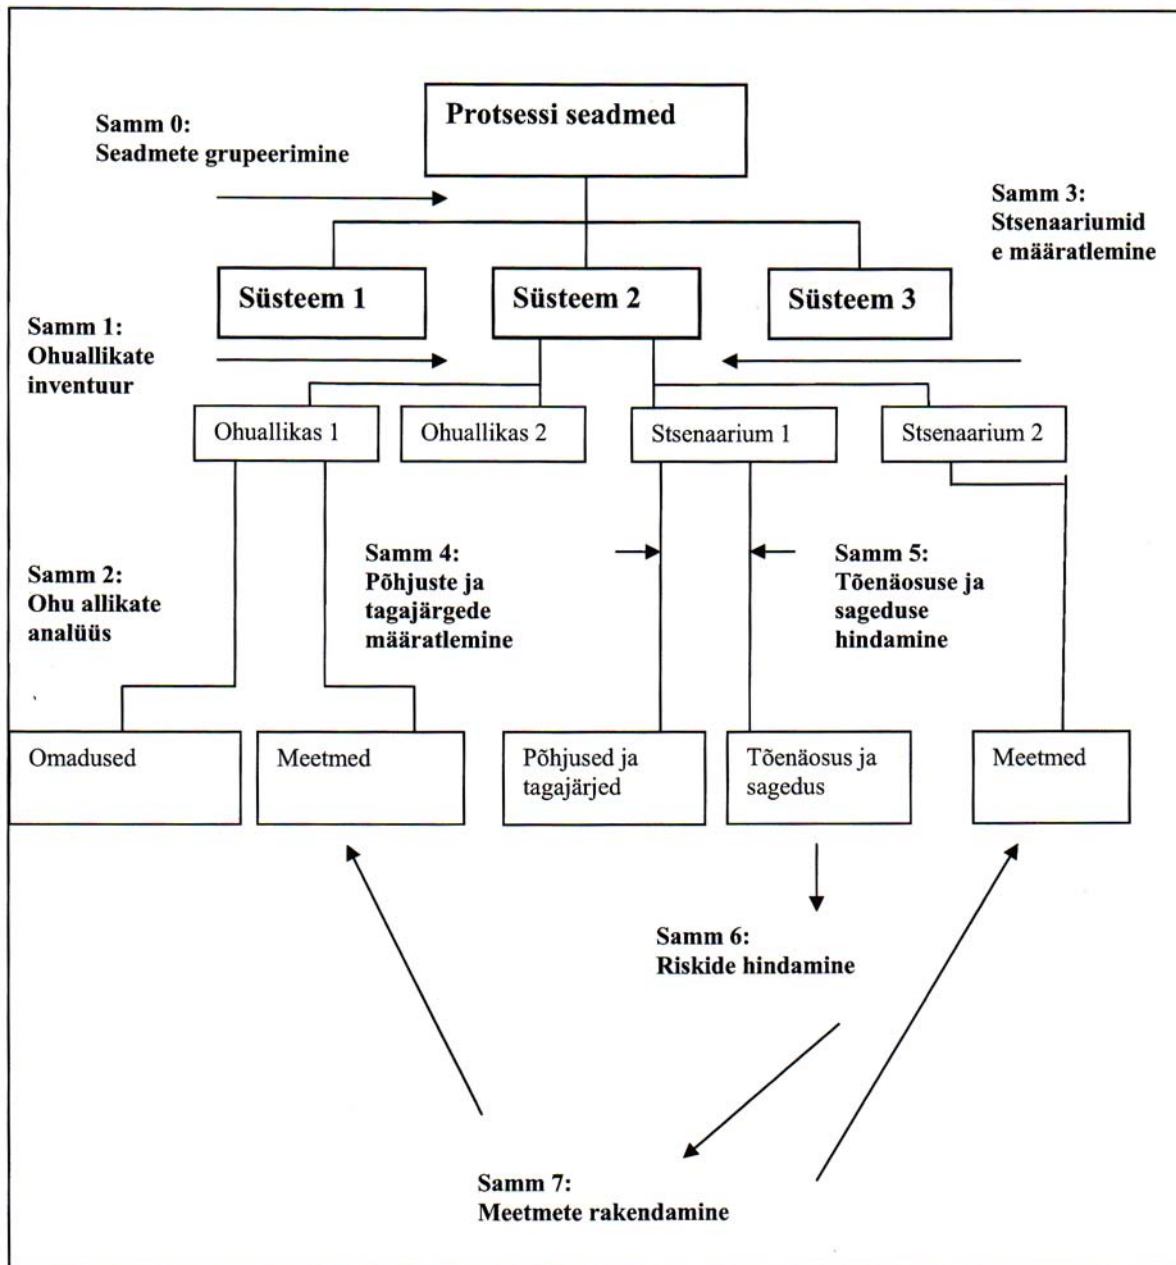 Protsessi seadmed
Samm 0:
Seadmete grupeerimine
Samm 3:
Stsenaariumid
e määratlemine
Süsteem 1
Süsteem 2
Süsteem 3
Samm 1:
Ohuallikate
inventuur
Ohuallikas 1
Ohuallikas 2
Stsenaarium 1
Stsenaarium 2
Samm 2:
Ohu allikate
analüüs
Samm 4:
Põhjuste ja
tagajärgede
määratlemine
Samm 5:
Tõenäosuse ja
sageduse
hindamine
Omadused
Meetmed
Põhjused ja
tagajärjed
Tõenäosus ja
sagedus
Meetmed
Samm 6:
Riskide hindamine
Samm 7:
Meetmete rakendamine